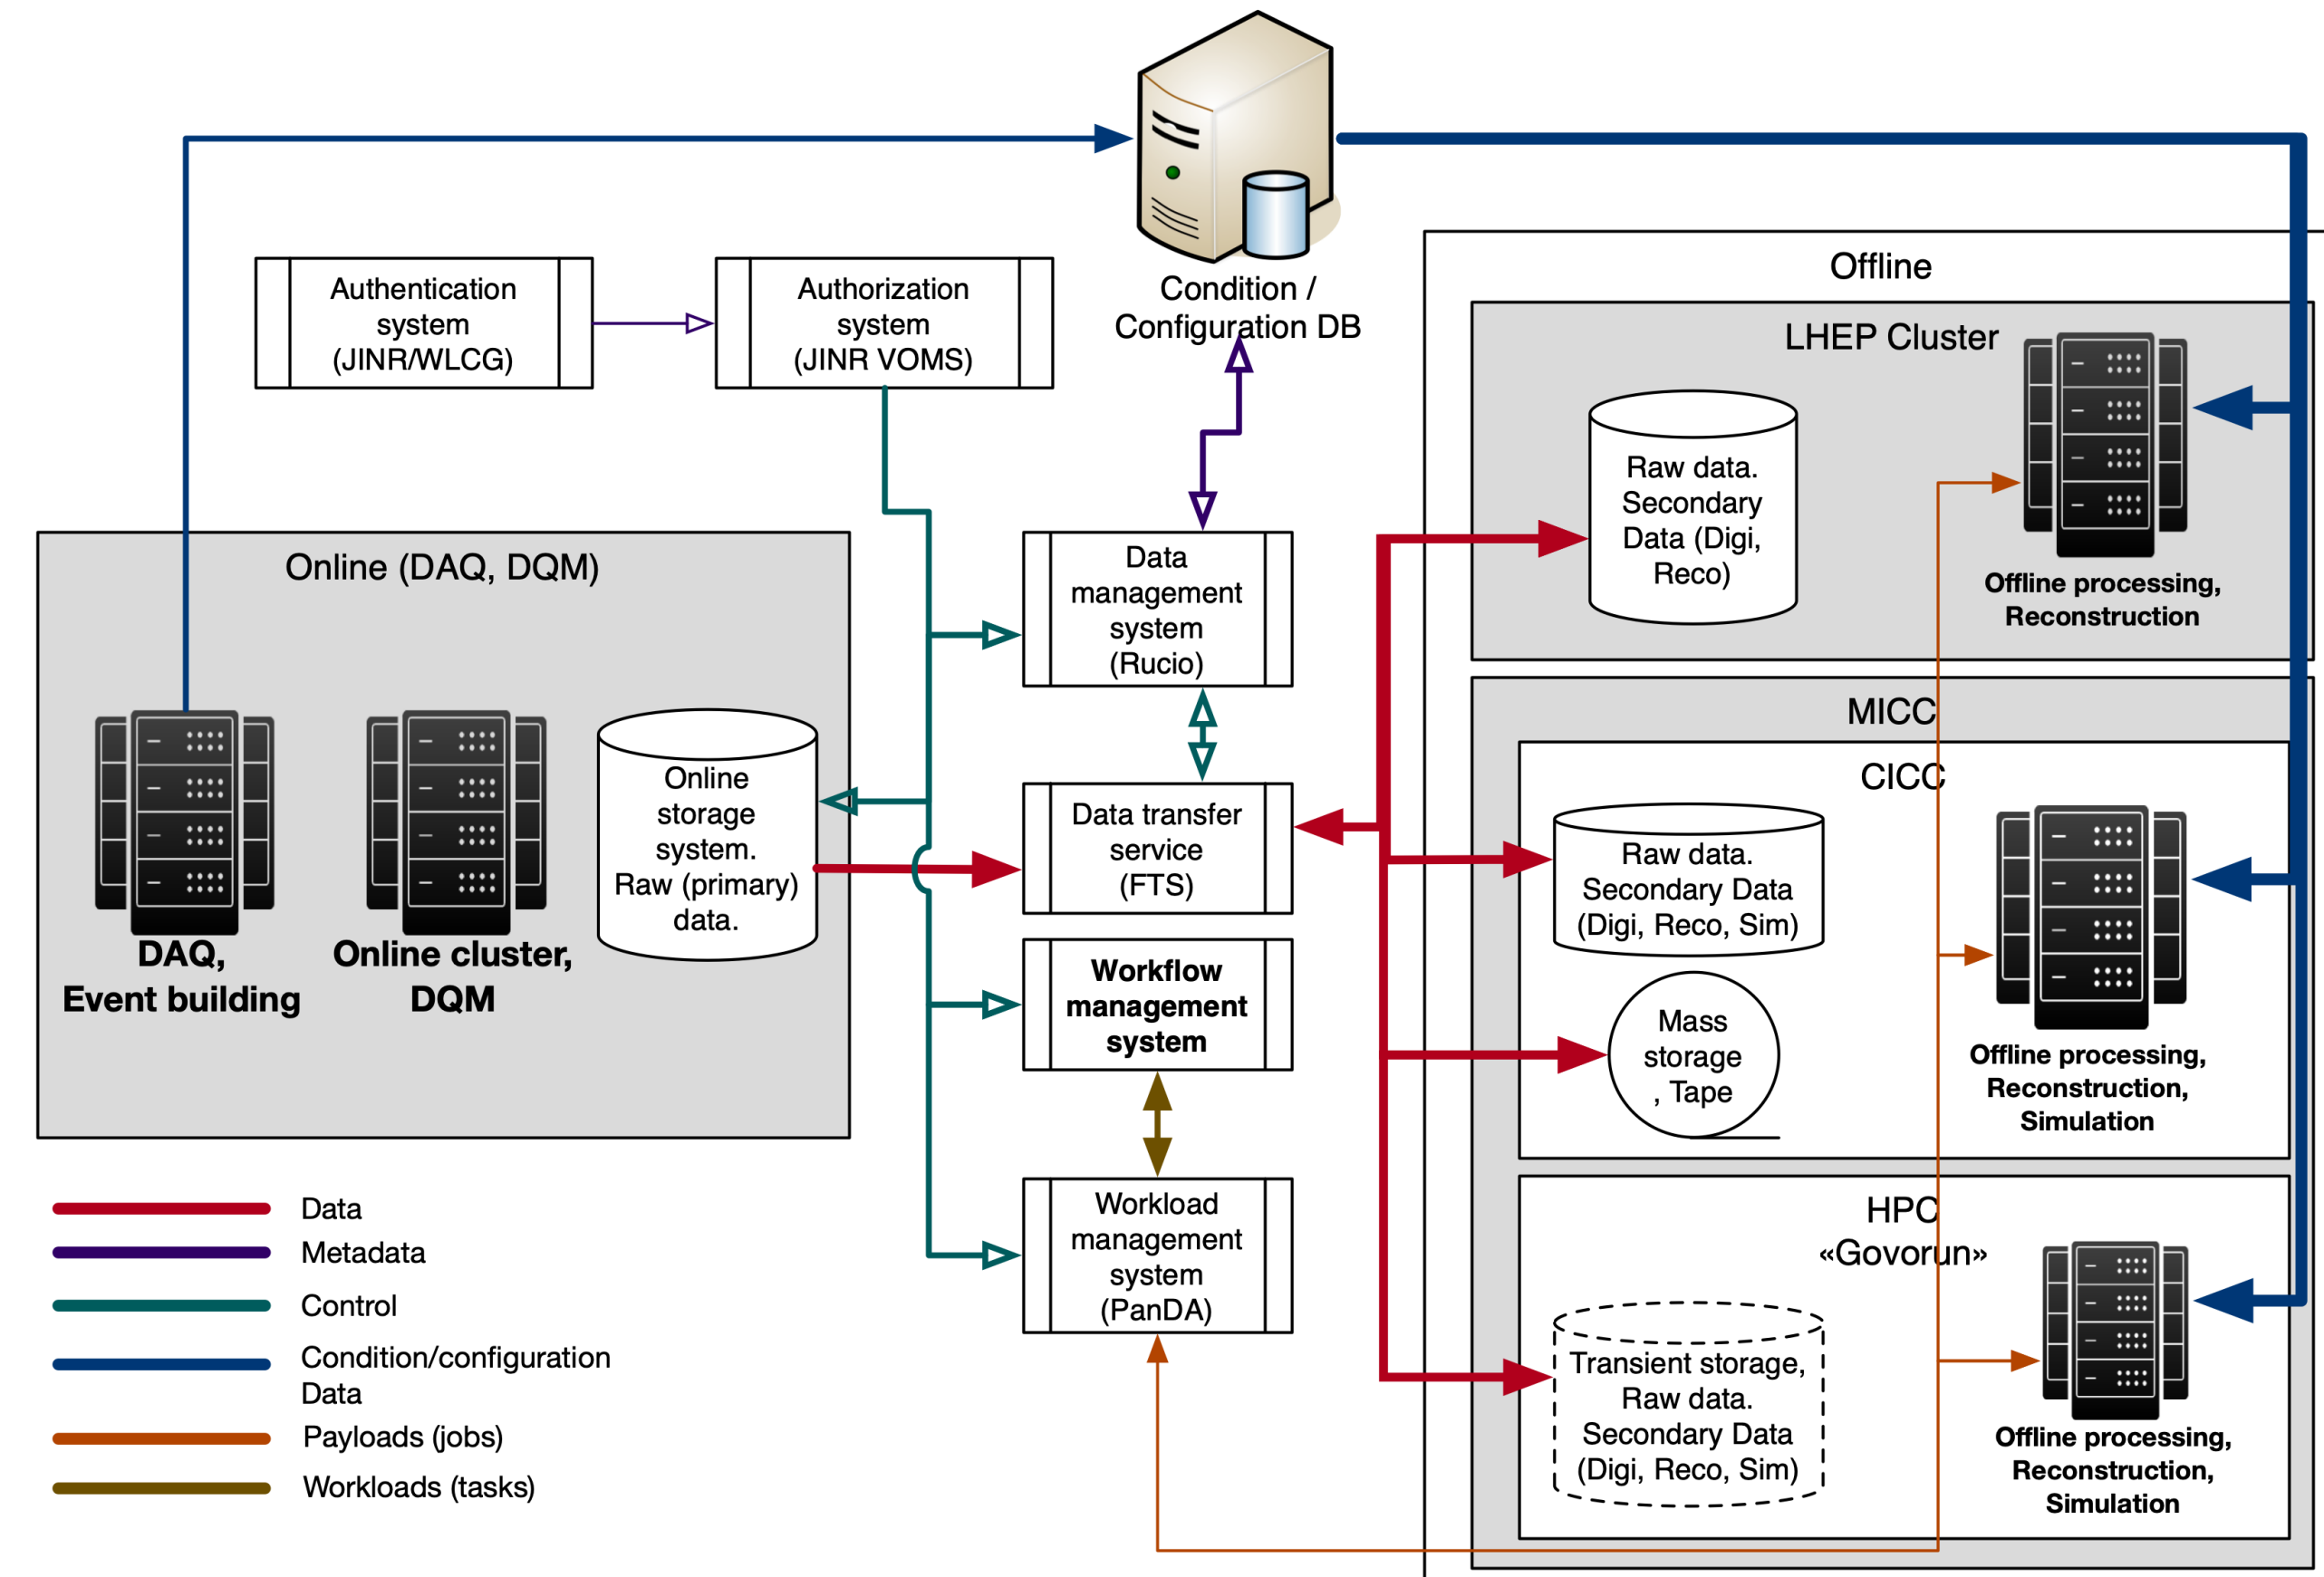 Condition /
Configuration DB
Authentication
system
(JINR/WLCG)
Authorization
system
(JINR VOMS)
Online (DAQ, DQM)
DAQ,
Event building
Online cluster,
DQM
Online
storage
system.
Raw (primary)
data.
Data
management
system
(Rucio)
Data transfer
service
(FTS)
Workflow
management
system
Workload
management
system
(PanDA)
Offline
LHEP Cluster
Raw data.
Secondary
Data (Digi,
Reco)
Offline processing,
Reconstruction
MICC
CICC
Raw data.
Secondary Data
(Digi, Reco, Sim)
Mass
storage
, Tape
Offline processing,
Reconstruction,
Simulation
HPC
«Govorun»
Transient storage,
Raw data.
Secondary Data
(Digi, Reco, Sim)
Offline processing,
Reconstruction,
Simulation
Data
Metadata
Control
Condition/configuration
Data
Payloads (jobs)
Workloads (tasks)